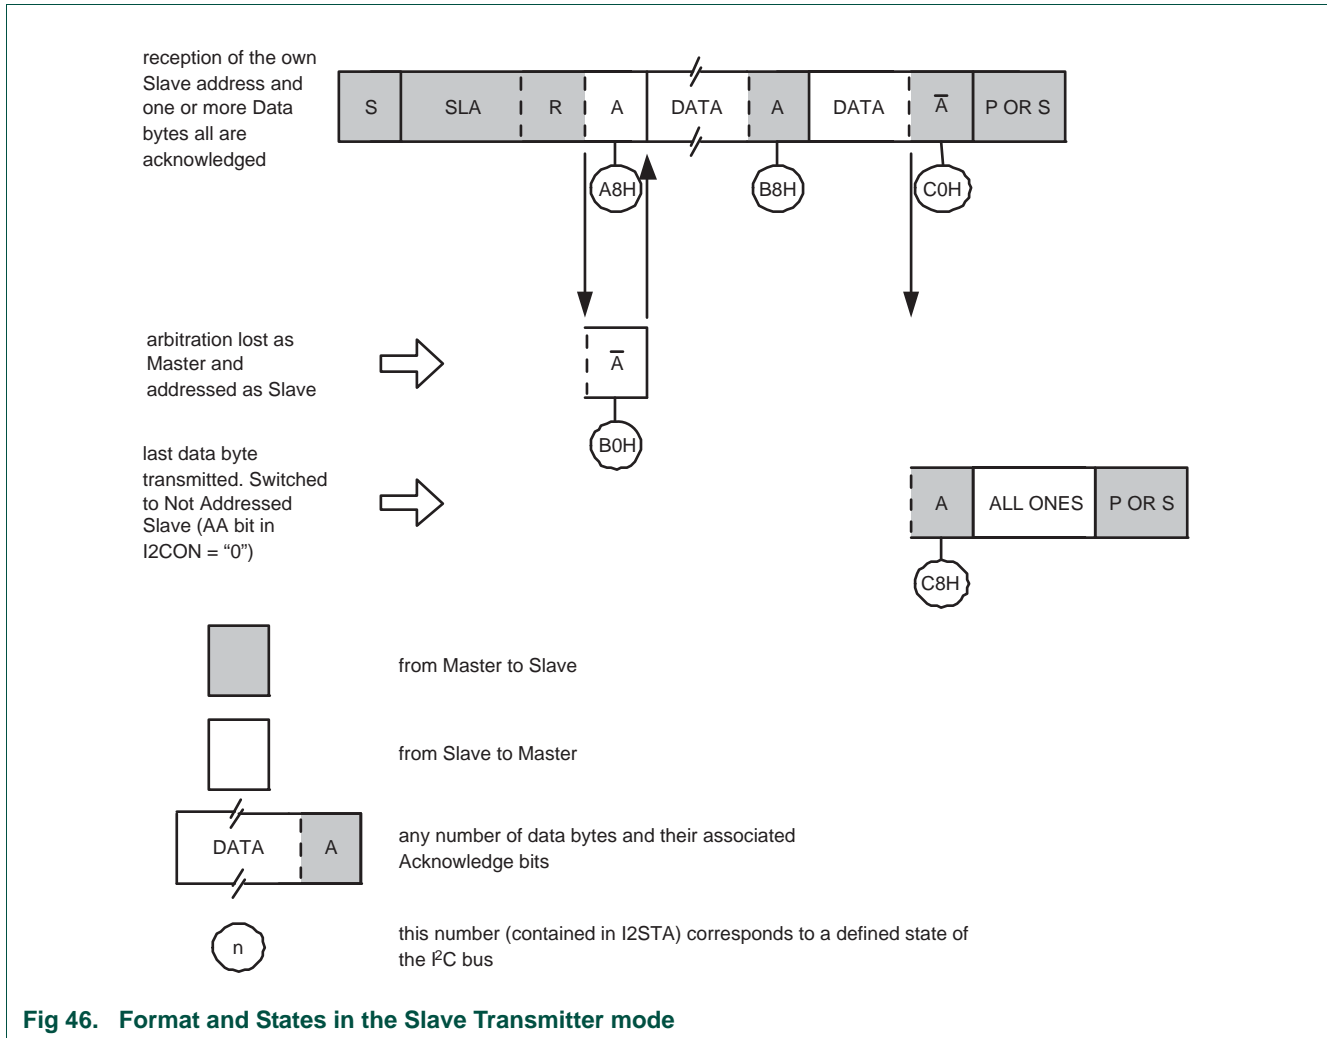 reception of the own
Slave address and
one or more Data
bytes all are
acknowledged
S SLA R A DATA A DATA A̅ P OR S
A8H B8H C0H
arbitration lost as
Master and
addressed as Slave
A̅
B0H
last data byte
transmitted. Switched
to Not Addressed
Slave (AA bit in
I2CON = “0”)
A ALL ONES P OR S
C8H
from Master to Slave
from Slave to Master
DATA A
any number of data bytes and their associated
Acknowledge bits
n
this number (contained in I2STA) corresponds to a defined state of
the I²C bus
Fig 46. Format and States in the Slave Transmitter mode